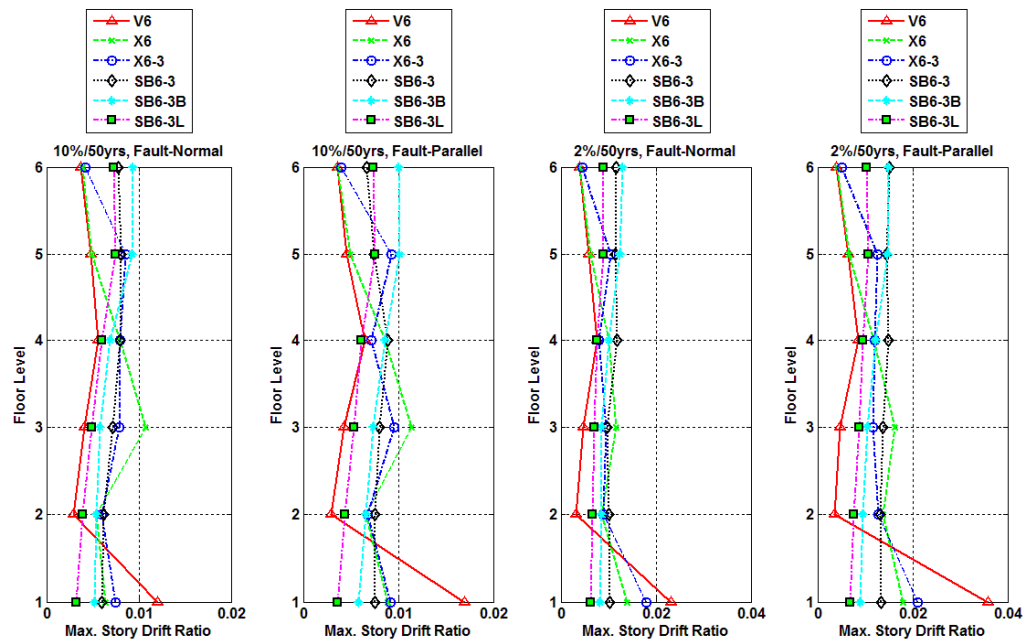 V6
X6
X6-3
SB6-3
SB6-3B
SB6-3L
V6
X6
X6-3
SB6-3
SB6-3B
SB6-3L
V6
X6
X6-3
SB6-3
SB6-3B
SB6-3L
V6
X6
X6-3
SB6-3
SB6-3B
SB6-3L
10%/50yrs, Fault-Normal
6
5
4
3
2
1
Floor Level
0 0.01 0.02
Max. Story Drift Ratio
10%/50yrs, Fault-Parallel
6
5
4
3
2
1
Floor Level
0 0.01 0.02
Max. Story Drift Ratio
2%/50yrs, Fault-Normal
6
5
4
3
2
1
Floor Level
0 0.02 0.04
Max. Story Drift Ratio
2%/50yrs, Fault-Parallel
6
5
4
3
2
1
Floor Level
0 0.02 0.04
Max. Story Drift Ratio